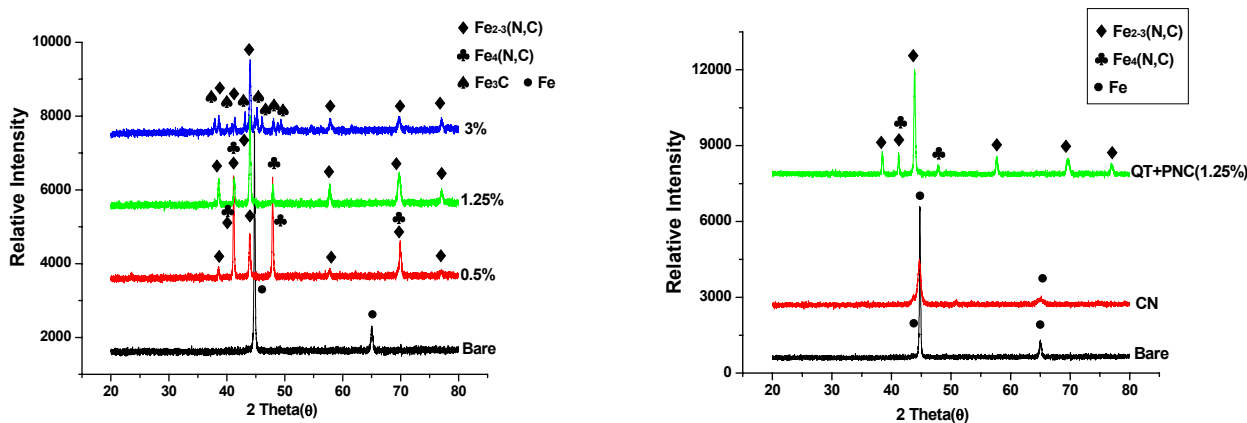 Fe2-3(N,C)
Fe4(N,C)
Fe3C Fe
Relative Intensity
10000
8000
6000
4000
2000
3%
1.25%
0.5%
Bare
20 30 40 50 60 70 80
2 Theta(θ)
Fe2-3(N,C)
Fe4(N,C)
Fe
Relative Intensity
12000
9000
6000
3000
0
QT+PNC(1.25%)
CN
Bare
20 30 40 50 60 70 80
2 Theta(θ)